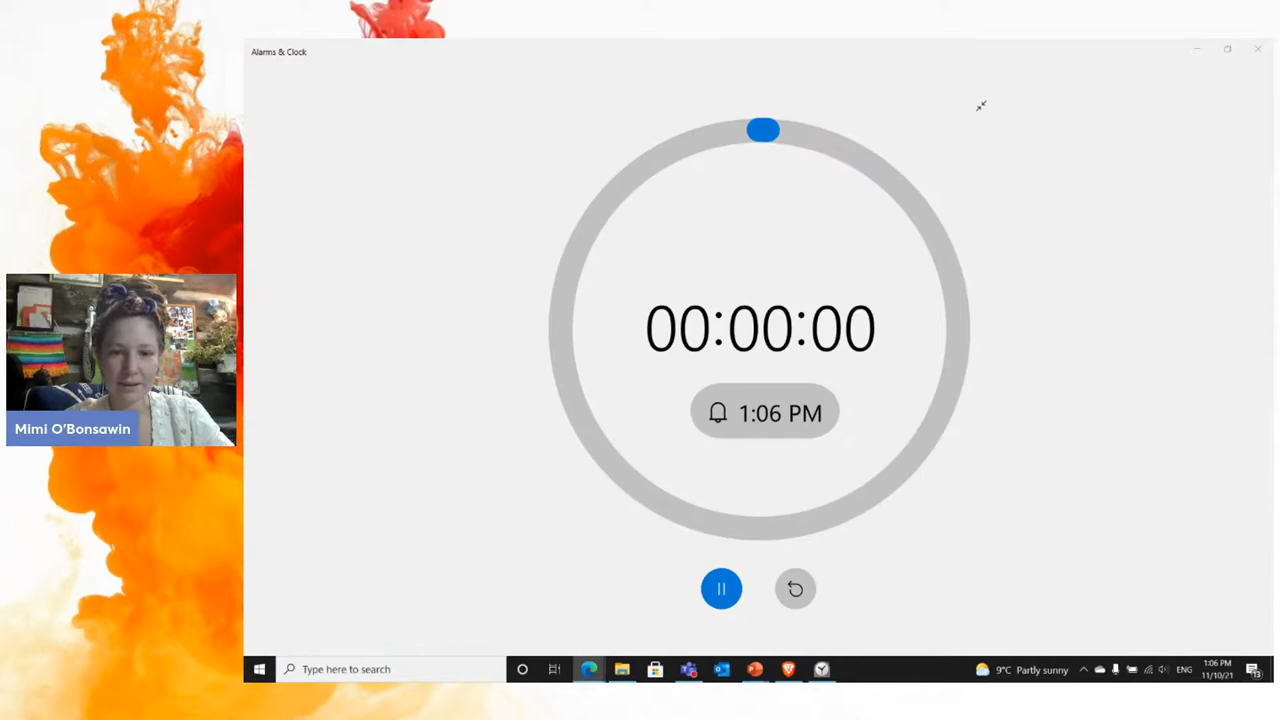 Alarms & Clock
00:00:00
1:06 PM
Mimi O'Bonsawin
Type here to search
9°C Partly sunny
ENG
1:06 PM
11/10/21
13